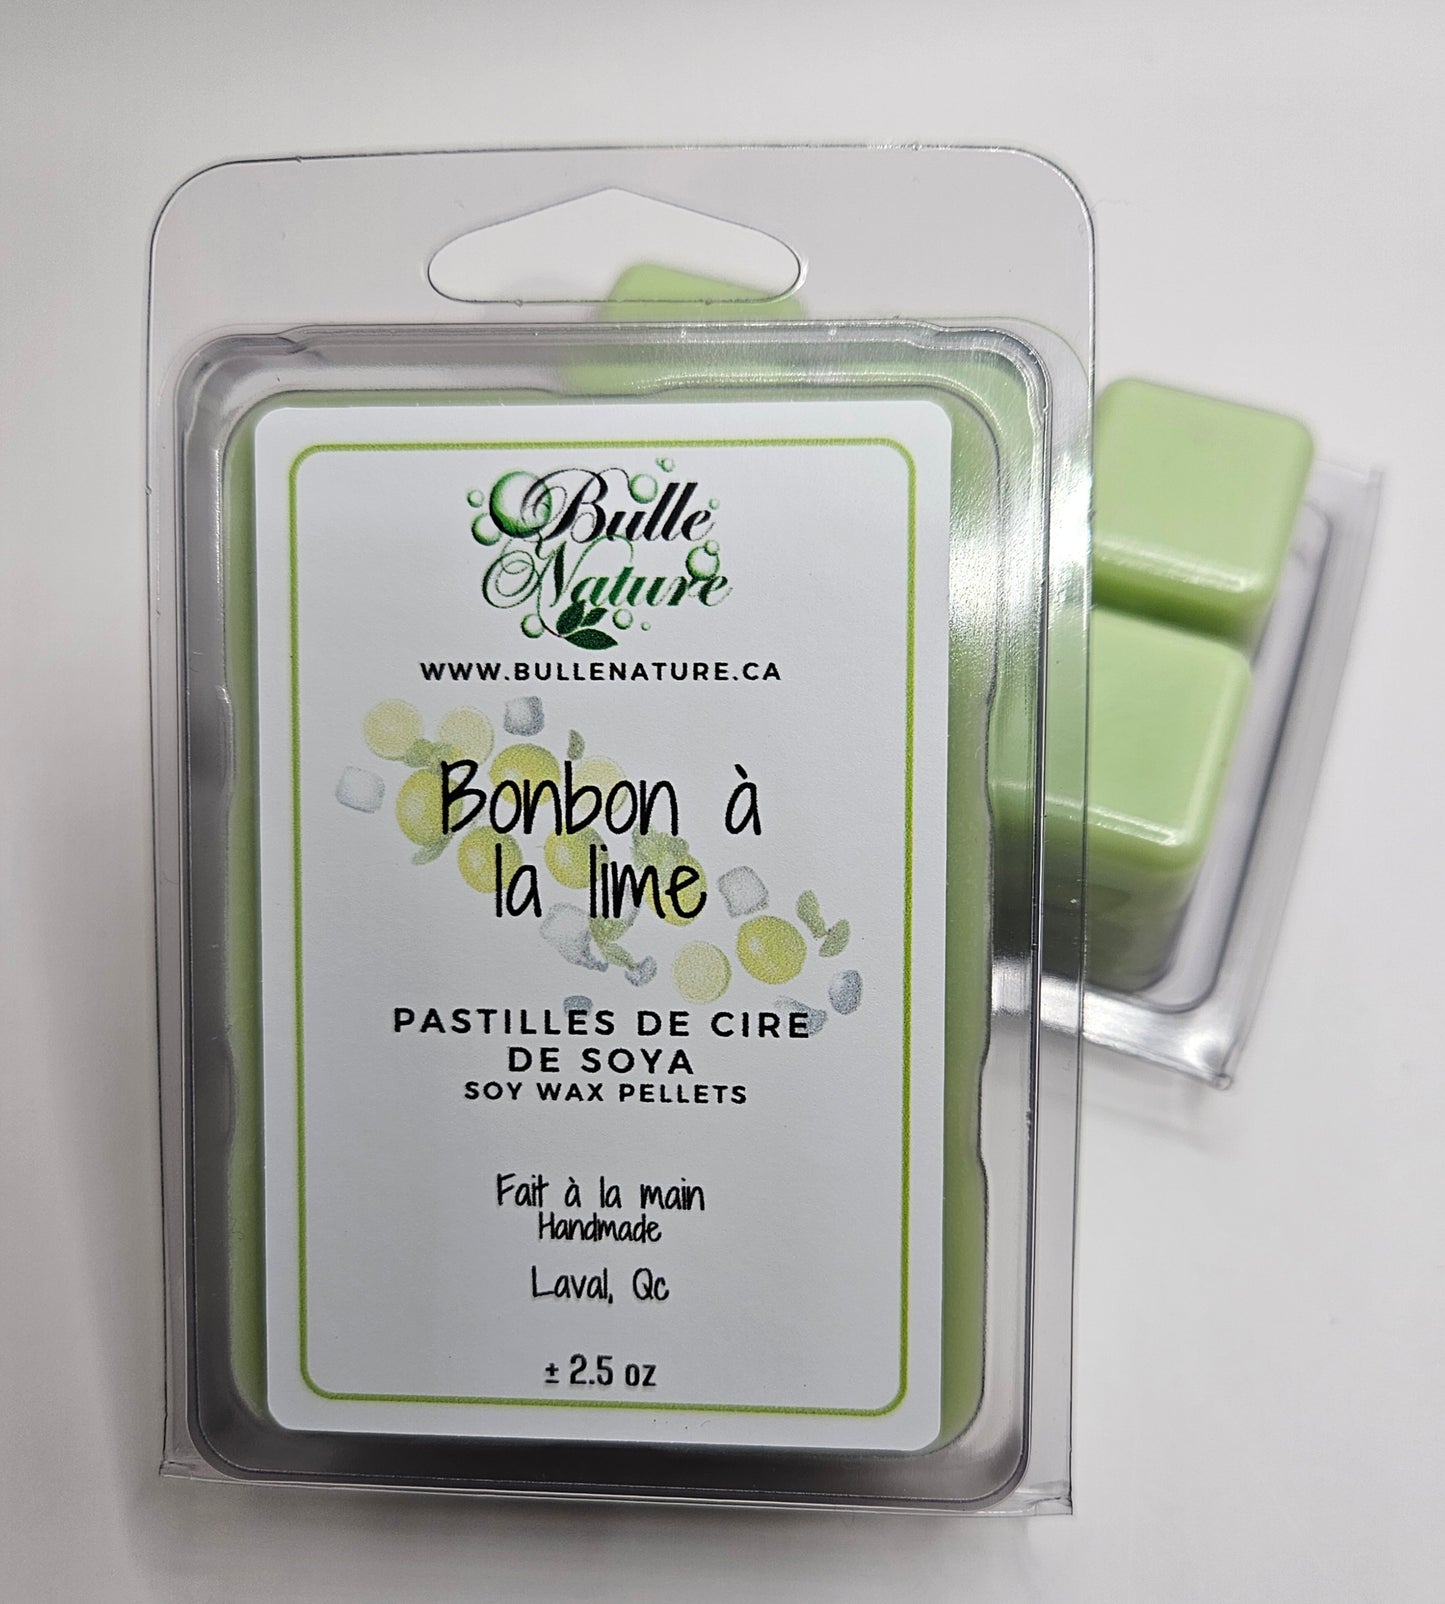 Bulle
Nature
WWW.BULLENATURE.CA
Bonbon à
la lime
PASTILLES DE CIRE
DE SOYA
SOY WAX PELLETS
Fait à la main
Handmade
Laval, Qc
± 2.5 oz